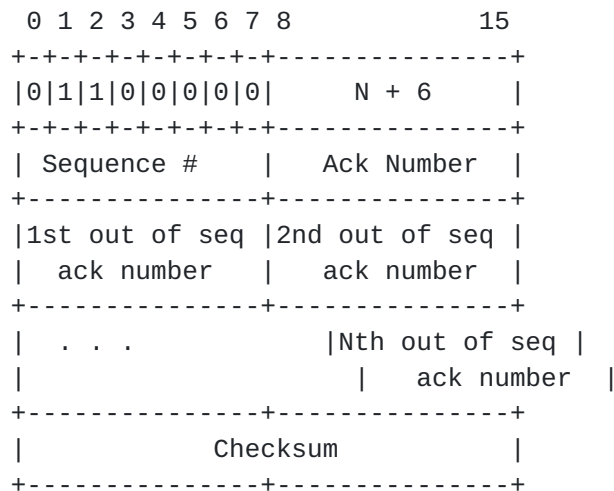 0 1 2 3 4 5 6 7 8            15
+-+-+-+-+-+-+-+-+---------------+
|0|1|1|0|0|0|0|0|     N + 6     |
+-+-+-+-+-+-+-+-+---------------+
| Sequence #    |   Ack Number  |
+---------------+---------------+
|1st out of seq |2nd out of seq |
|  ack number   |   ack number  |
+---------------+---------------+
|  . . .             |Nth out of seq |
|                      |   ack number  |
+---------------+---------------+
|            Checksum           |
+---------------+---------------+